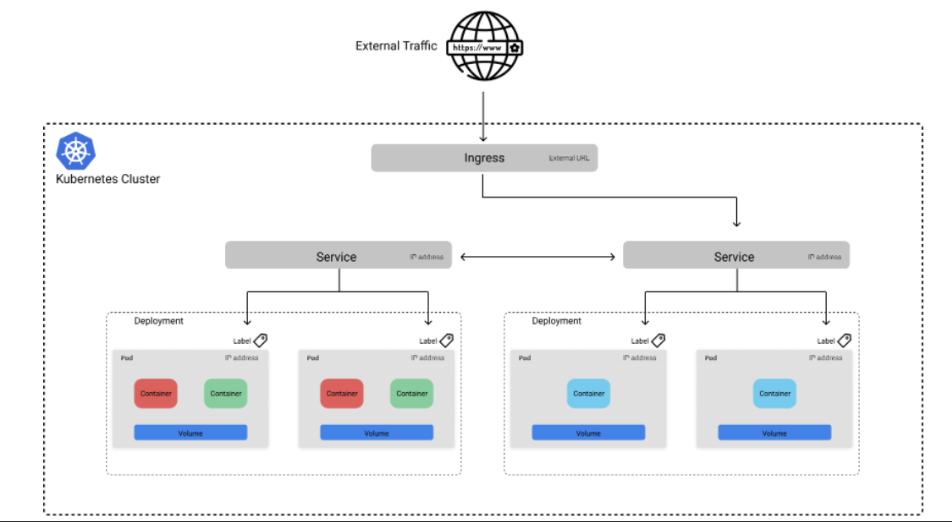 External Traffic
https://www
Kubernetes Cluster
Ingress External URL
Service IP address
Service IP address
Deployment
Label
Label
Pod IP address
Container Container
Volume
Pod IP address
Container Container
Volume
Deployment
Label
Label
Pod IP address
Container
Volume
Pod IP address
Container
Volume